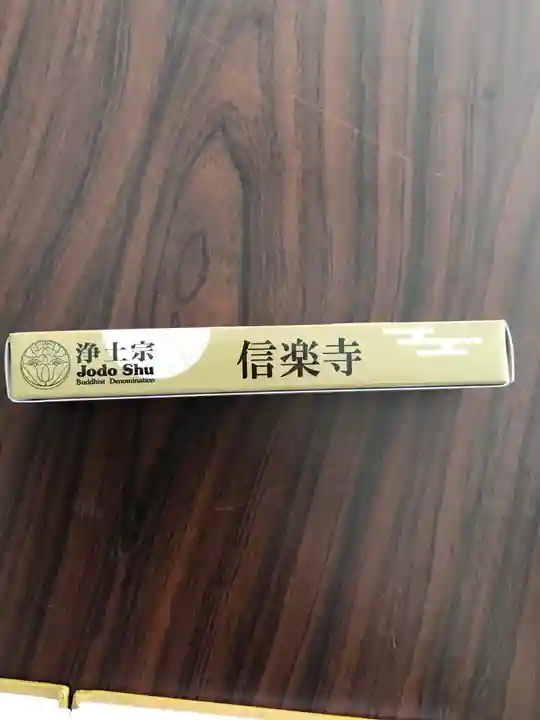 浄土宗
Jodo Shu
Buddhist Denomination
信楽寺